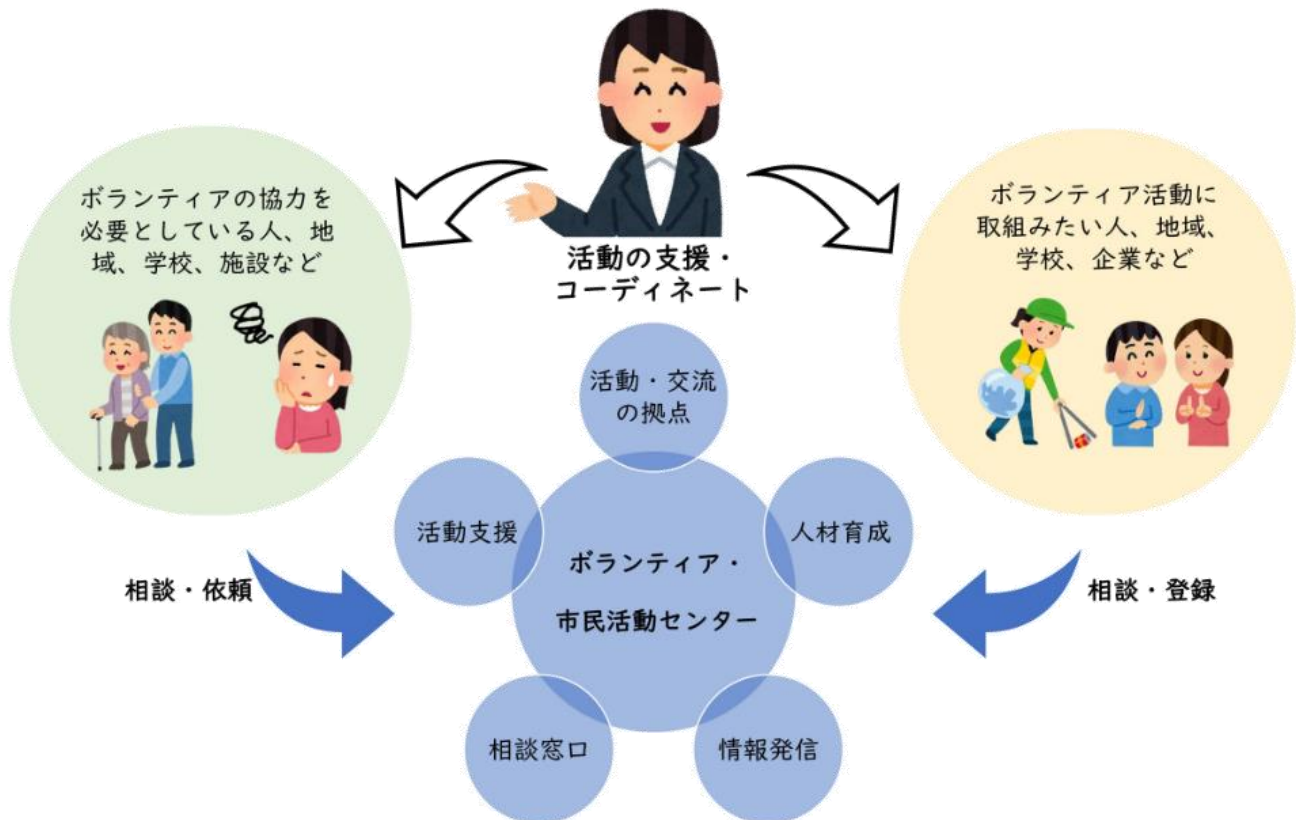 ボランティアの協力を
必要としている人、地
域、学校、施設など
活動の支援・
コーディネート
ボランティア活動に
取組みたい人、地域、
学校、企業など
活動・交流
の拠点
活動支援
人材育成
ボランティア・
市民活動センター
相談・依頼
相談・登録
相談窓口
情報発信